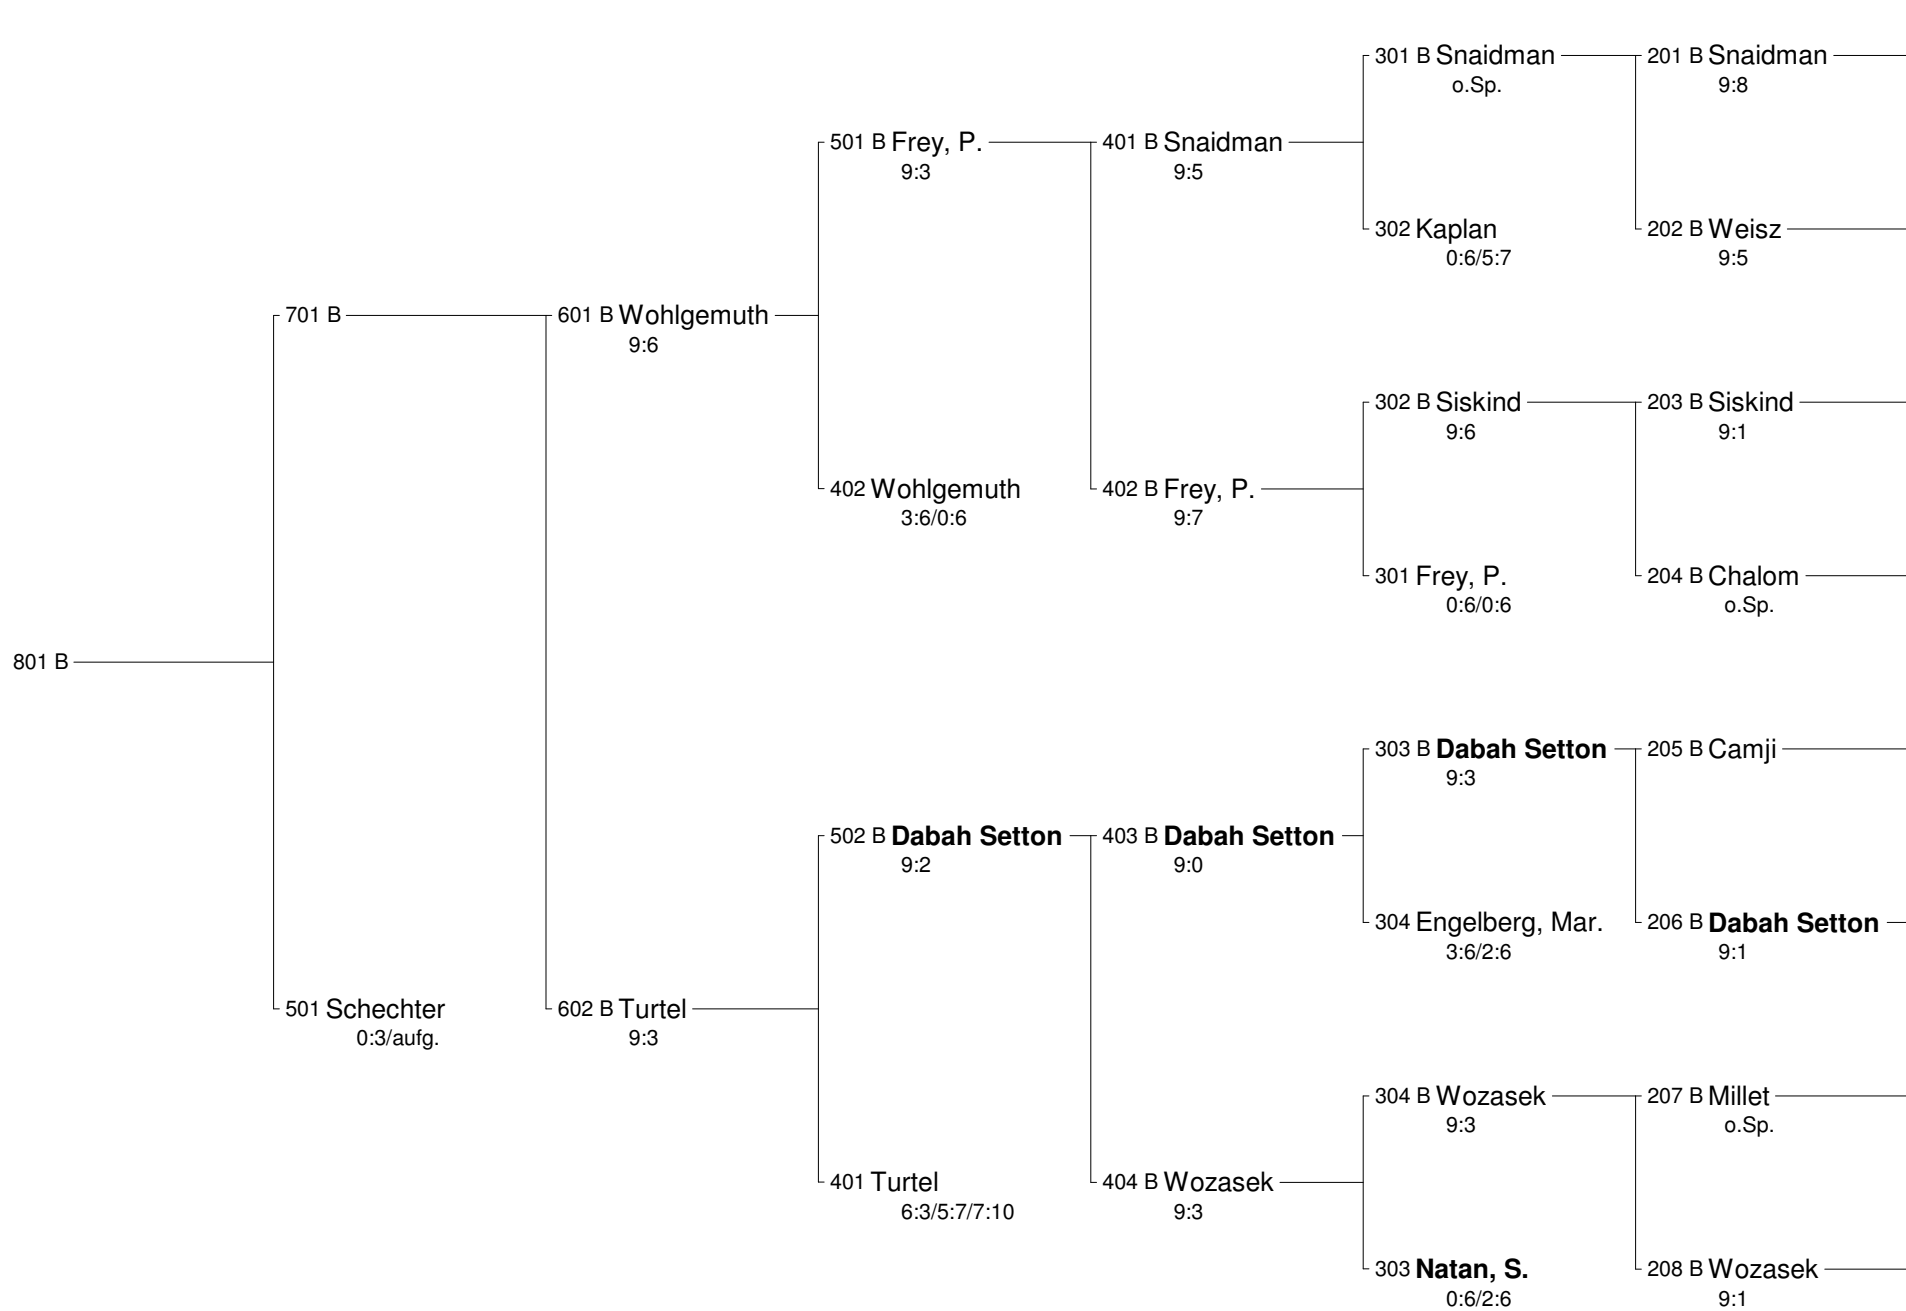 301 B Snaidman
o.Sp.
201 B Snaidman
9:8
501 B Frey, P.
9:3
401 B Snaidman
9:5
302 Kaplan
0:6/5:7
202 B Weisz
9:5
701 B
601 B Wohlgemuth
9:6
302 B Siskind
9:6
203 B Siskind
9:1
402 Wohlgemuth
3:6/0:6
402 B Frey, P.
9:7
301 Frey, P.
0:6/0:6
204 B Chalom
o.Sp.
801 B
303 B Dabah Setton
9:3
205 B Camji
502 B Dabah Setton
9:2
403 B Dabah Setton
9:0
304 Engelberg, Mar.
3:6/2:6
206 B Dabah Setton
9:1
501 Schechter
0:3/aufg.
602 B Turtel
9:3
304 B Wozasek
9:3
207 B Millet
o.Sp.
401 Turtel
6:3/5:7/7:10
404 B Wozasek
9:3
303 Natan, S.
0:6/2:6
208 B Wozasek
9:1